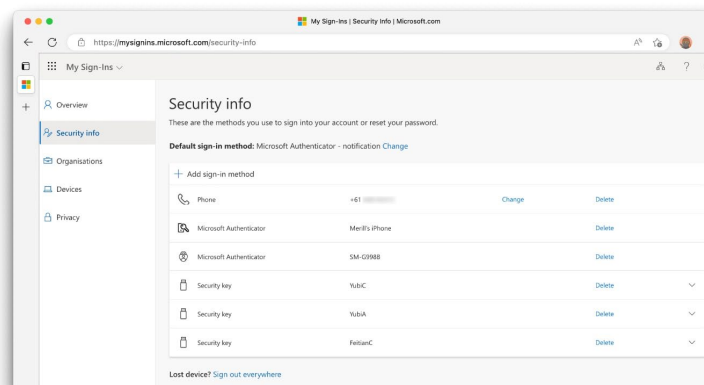 My Sign-Ins | Security Info | Microsoft.com
https://mysignins.microsoft.com/security-info
My Sign-Ins
?
Overview
Security info
Organisations
Devices
Privacy
Security info
These are the methods you use to sign into your account or reset your password.
Default sign-in method: Microsoft Authenticator - notification Change
+ Add sign-in method
Phone +61 Change Delete
Microsoft Authenticator Merill's iPhone Delete
Microsoft Authenticator SM-G9988 Delete
Security key YubiC Delete
Security key YubiA Delete
Security key FeitianC Delete
Lost device? Sign out everywhere